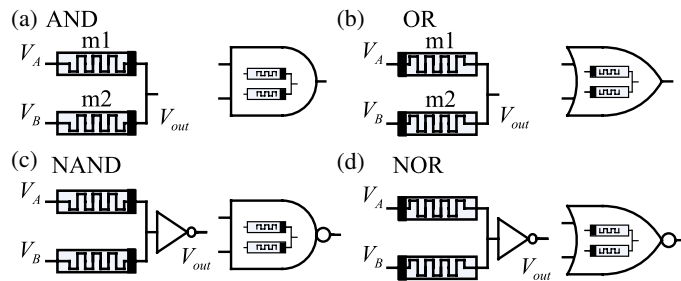 (a) AND
V_A
m1
V_B
m2
V_out
(b) OR
V_A
m1
V_B
m2
V_out
(c) NAND
V_A
V_B
V_out
(d) NOR
V_A
V_B
V_out